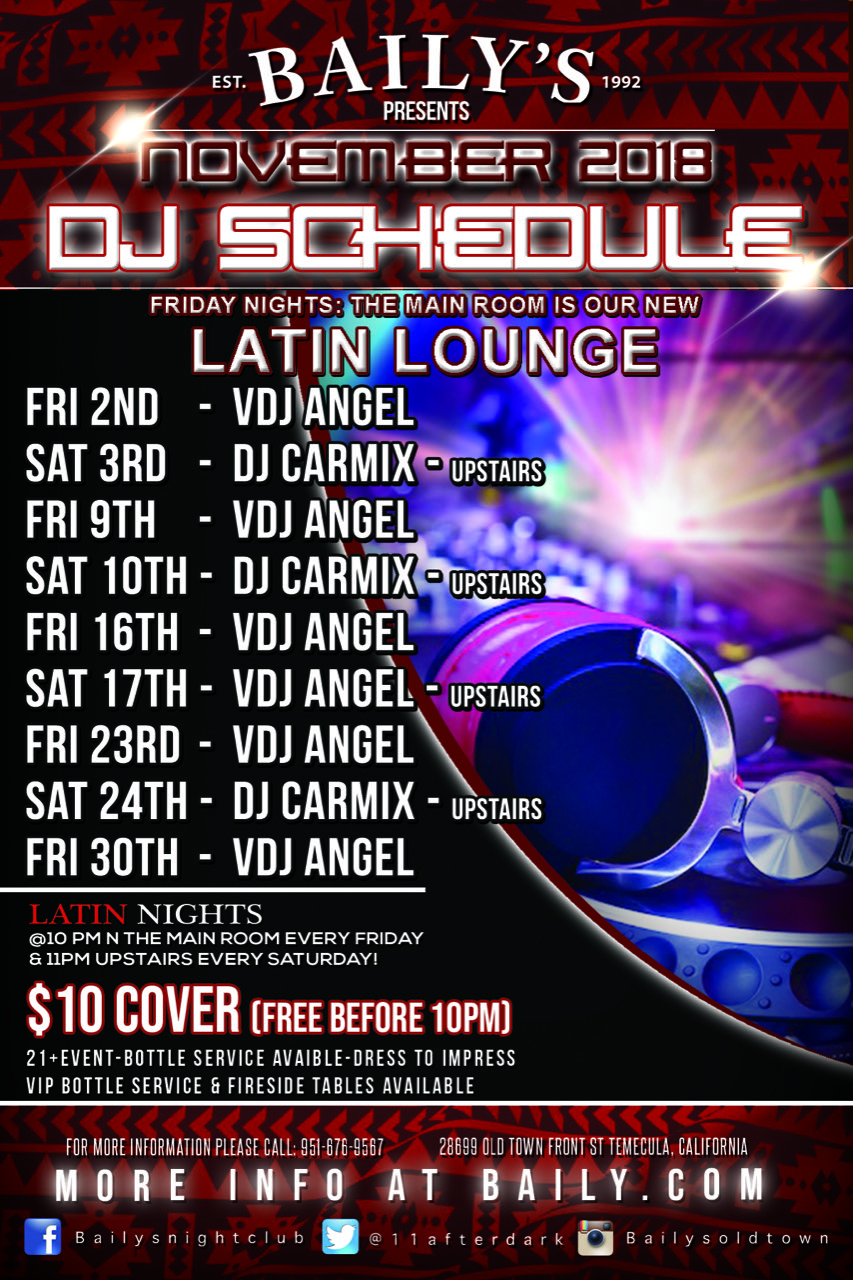 EST. BAILY'S 1992
PRESENTS
NOVEMBER 2018
DJ SCHEDULE
FRIDAY NIGHTS: THE MAIN ROOM IS OUR NEW
LATIN LOUNGE
FRI 2ND - VDJ ANGEL
SAT 3RD - DJ CARMIX - UPSTAIRS
FRI 9TH - VDJ ANGEL
SAT 10TH - DJ CARMIX - UPSTAIRS
FRI 16TH - VDJ ANGEL
SAT 17TH - VDJ ANGEL - UPSTAIRS
FRI 23RD - VDJ ANGEL
SAT 24TH - DJ CARMIX - UPSTAIRS
FRI 30TH - VDJ ANGEL
LATIN NIGHTS
@10 PM N THE MAIN ROOM EVERY FRIDAY
& 11PM UPSTAIRS EVERY SATURDAY!
$10 COVER (FREE BEFORE 10PM)
21+EVENT-BOTTLE SERVICE AVAIBLE-DRESS TO IMPRESS
VIP BOTTLE SERVICE & FIRESIDE TABLES AVAILABLE
FOR MORE INFORMATION PLEASE CALL: 951-676-9567 28699 OLD TOWN FRONT ST TEMECULA, CALIFORNIA
MORE INFO AT BAILY.COM
Bailysnightclub @11afterdark Bailysoldtown